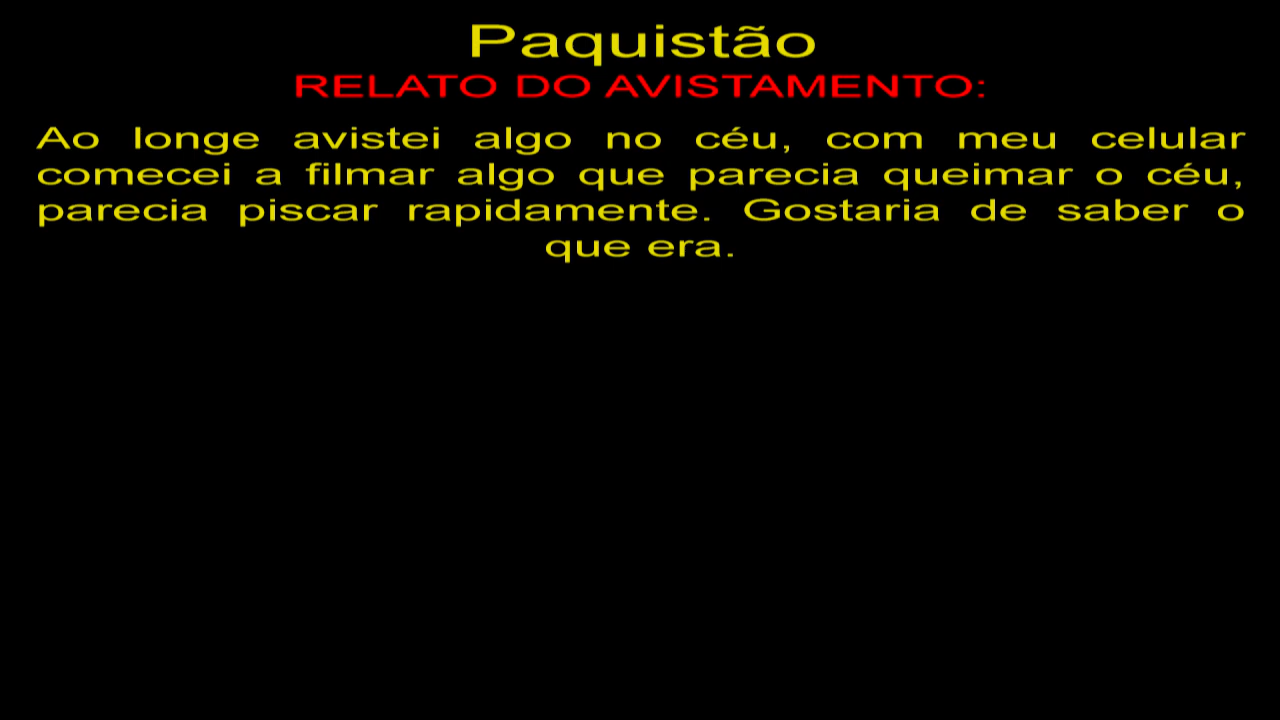 Paquistão
RELATO DO AVISTAMENTO:
Ao longe avistei algo no céu, com meu celular
comecei a filmar algo que parecia queimar o céu,
parecia piscar rapidamente. Gostaria de saber o
que era.